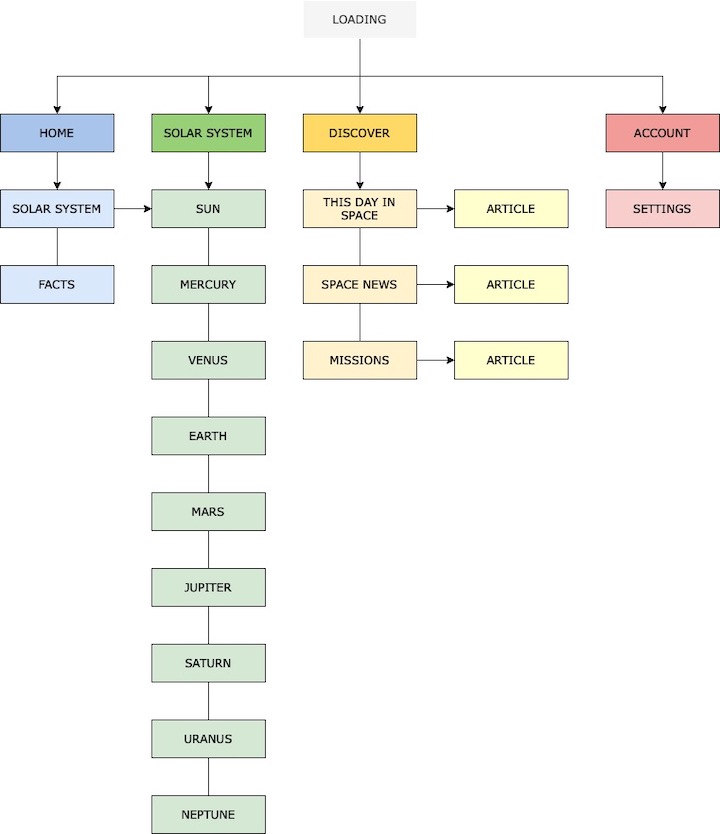 LOADING
HOME
SOLAR SYSTEM
DISCOVER
ACCOUNT
SOLAR SYSTEM
SUN
THIS DAY IN
SPACE
ARTICLE
SETTINGS
FACTS
MERCURY
SPACE NEWS
ARTICLE
VENUS
MISSIONS
ARTICLE
EARTH
MARS
JUPITER
SATURN
URANUS
NEPTUNE